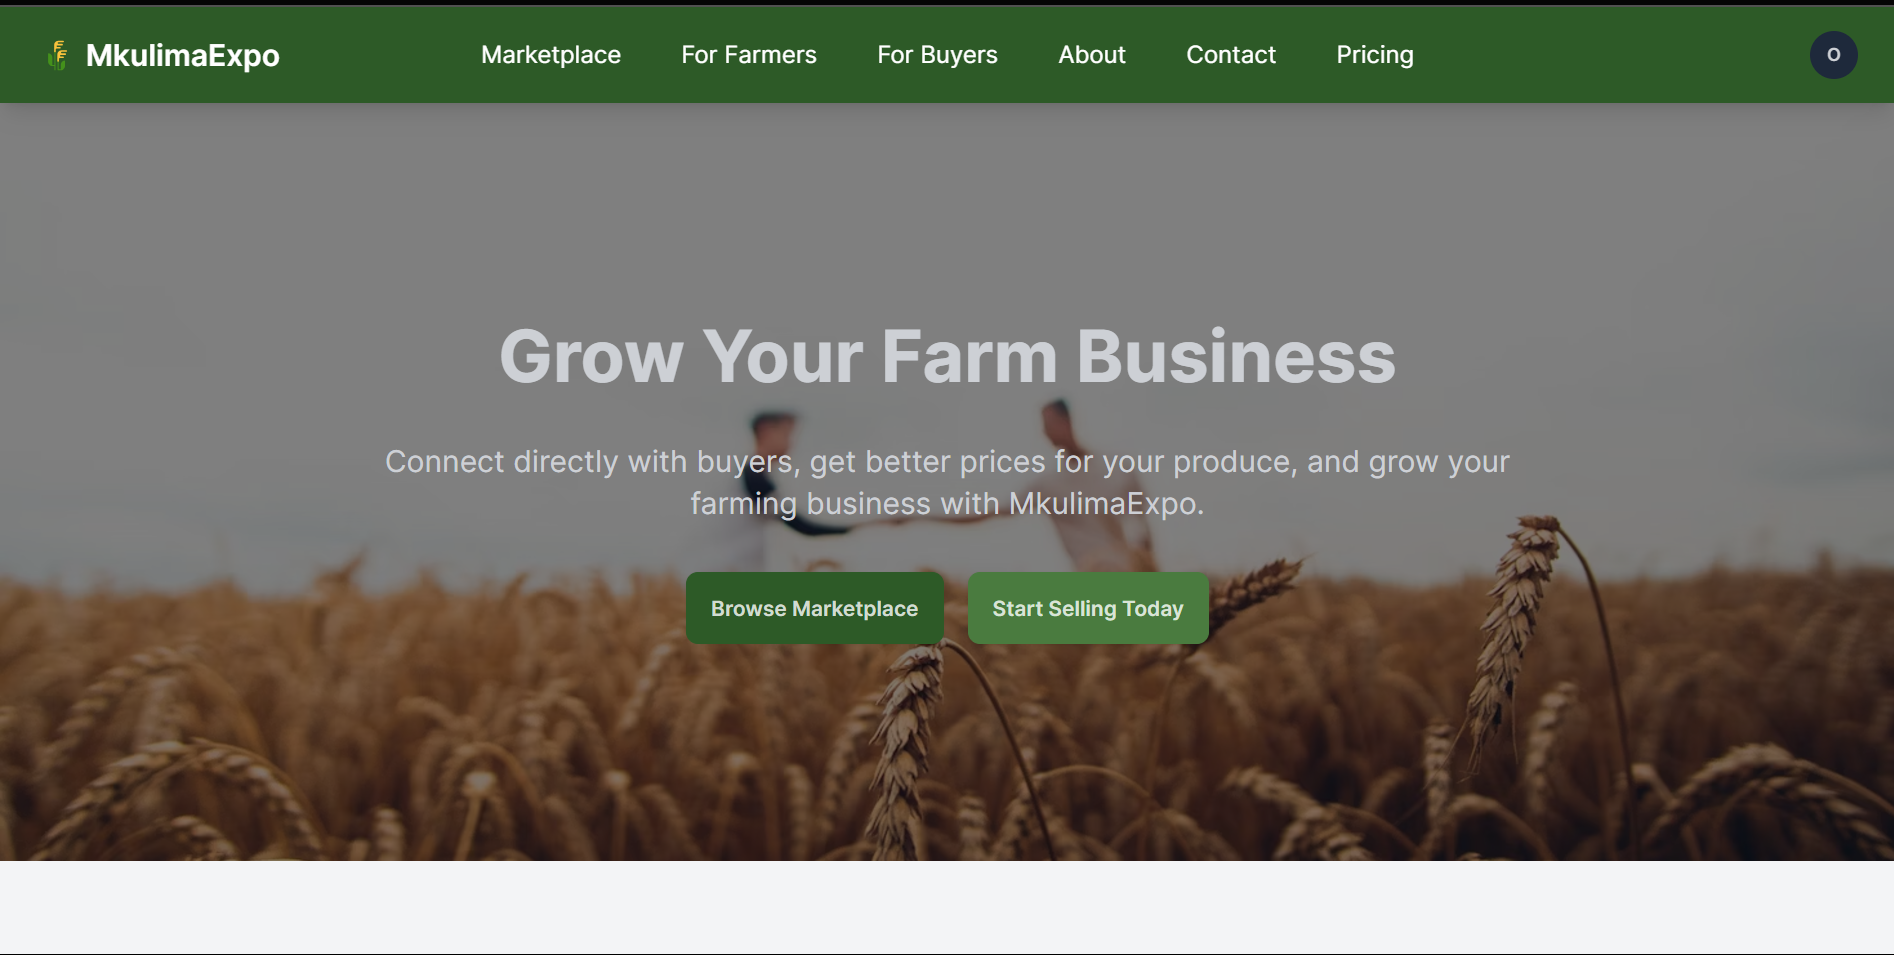 MkulimaExpo
Marketplace
For Farmers
For Buyers
About
Contact
Pricing
O
Grow Your Farm Business
Connect directly with buyers, get better prices for your produce, and grow your
farming business with MkulimaExpo.
Browse Marketplace
Start Selling Today